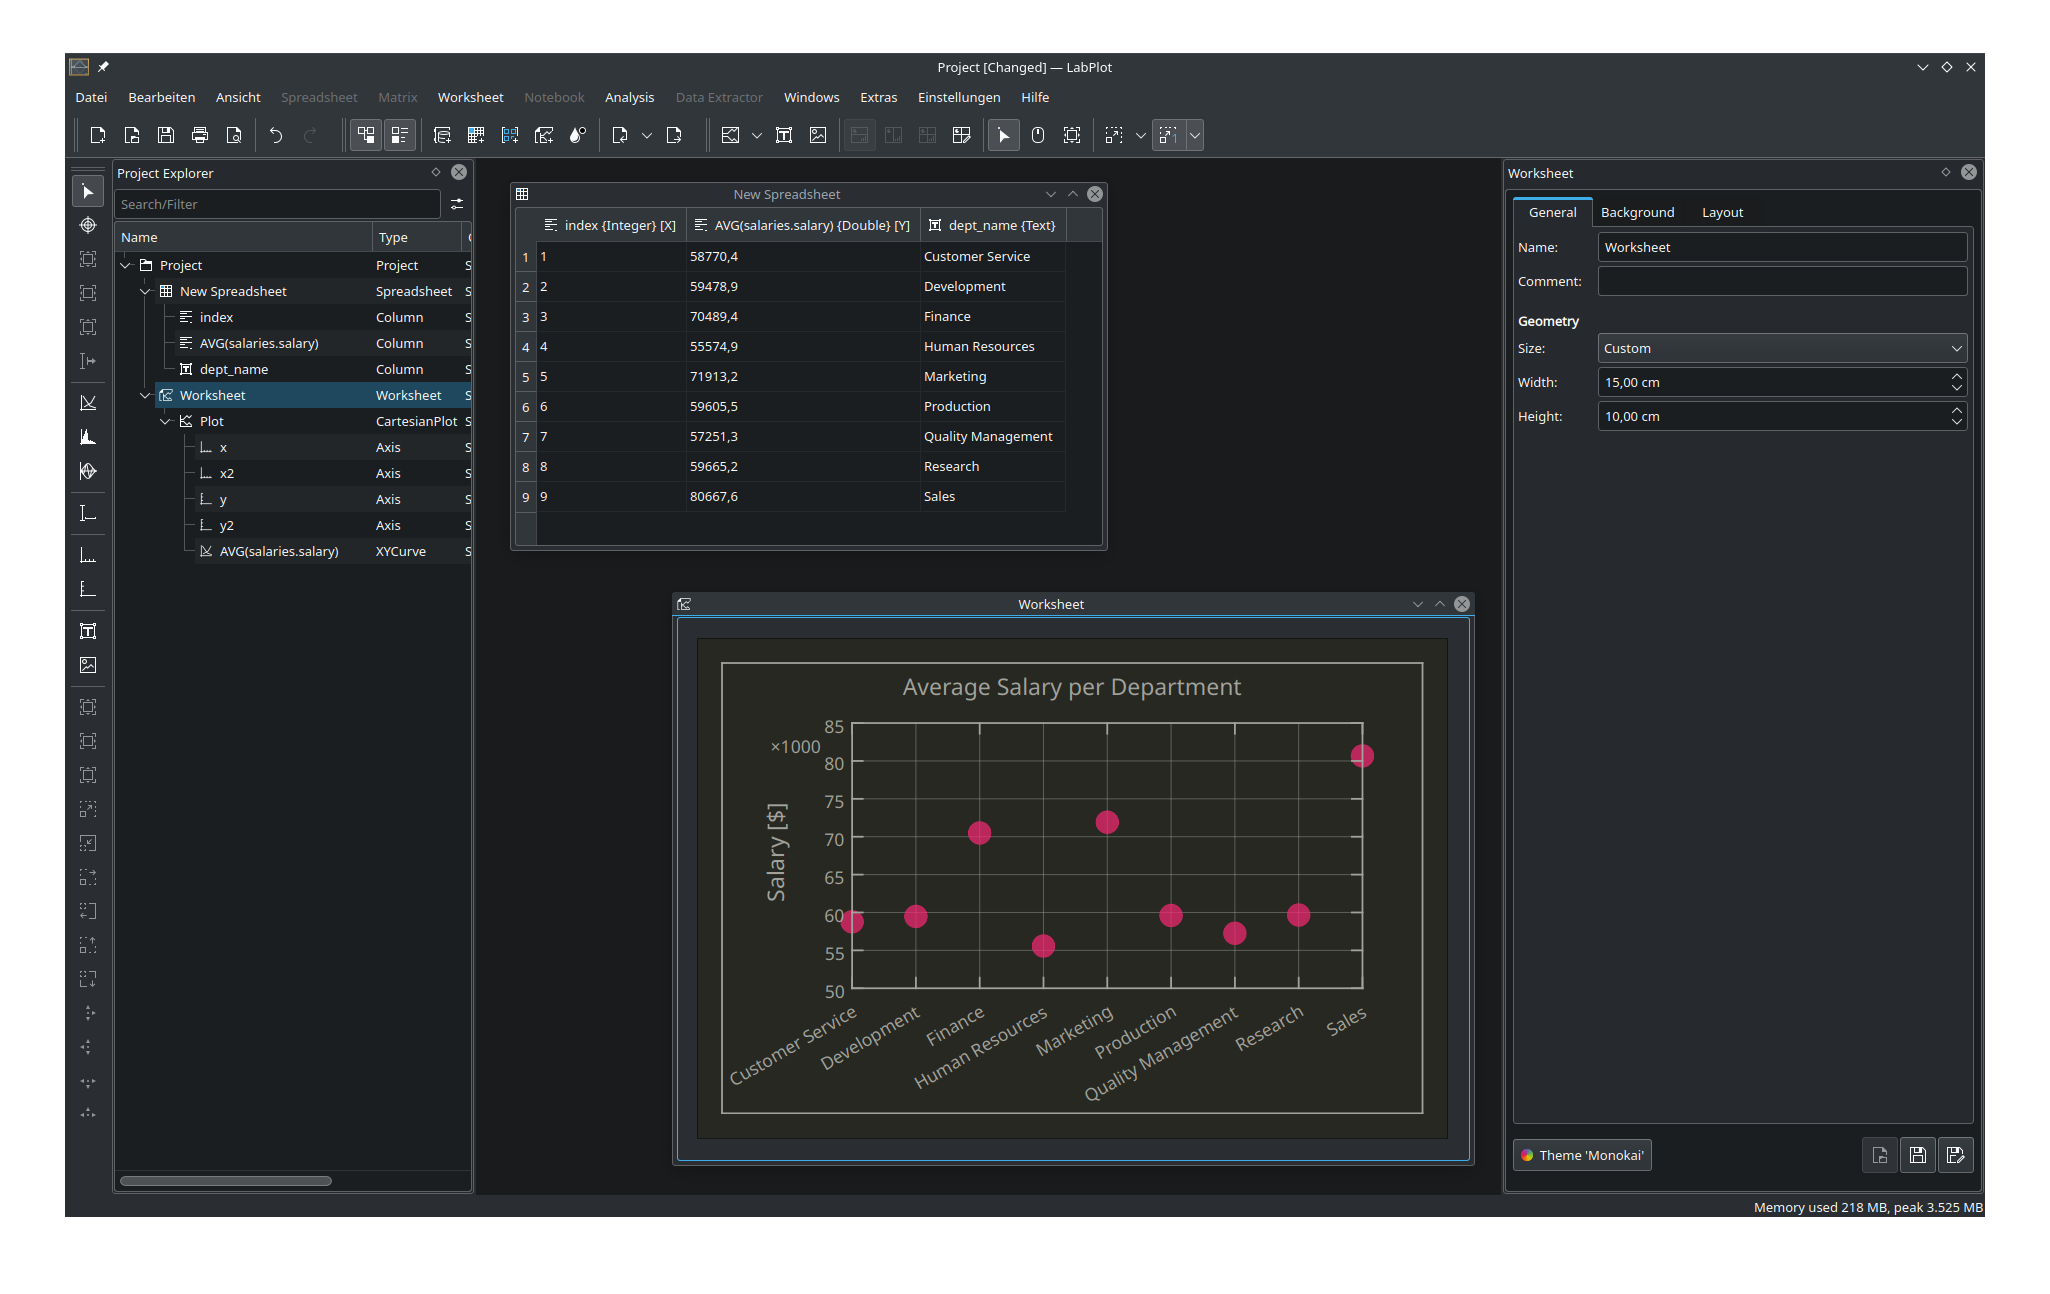 Project [Changed] — LabPlot
Datei Bearbeiten Ansicht Spreadsheet Matrix Worksheet Notebook Analysis Data Extractor Windows Extras Einstellungen Hilfe
Project Explorer
Search/Filter
Name Type
Project Project S
New Spreadsheet Spreadsheet S
index Column S
AVG(salaries.salary) Column S
dept_name Column S
Worksheet Worksheet S
Plot CartesianPlot S
x Axis S
x2 Axis S
y Axis S
y2 Axis S
AVG(salaries.salary) XYCurve S
New Spreadsheet
index {Integer} [X] AVG(salaries.salary) {Double} [Y] dept_name {Text}
1 1 58770,4 Customer Service
2 2 59478,9 Development
3 3 70489,4 Finance
4 4 55574,9 Human Resources
5 5 71913,2 Marketing
6 6 59605,5 Production
7 7 57251,3 Quality Management
8 8 59665,2 Research
9 9 80667,6 Sales
Worksheet
Average Salary per Department
×1000
Salary [$]
85
80
75
70
65
60
55
50
Customer Service
Development
Finance
Human Resources
Marketing
Production
Quality Management
Research
Sales
Worksheet
General Background Layout
Name: Worksheet
Comment:
Geometry
Size: Custom
Width: 15,00 cm
Height: 10,00 cm
Theme 'Monokai'
Memory used 218 MB, peak 3.525 MB